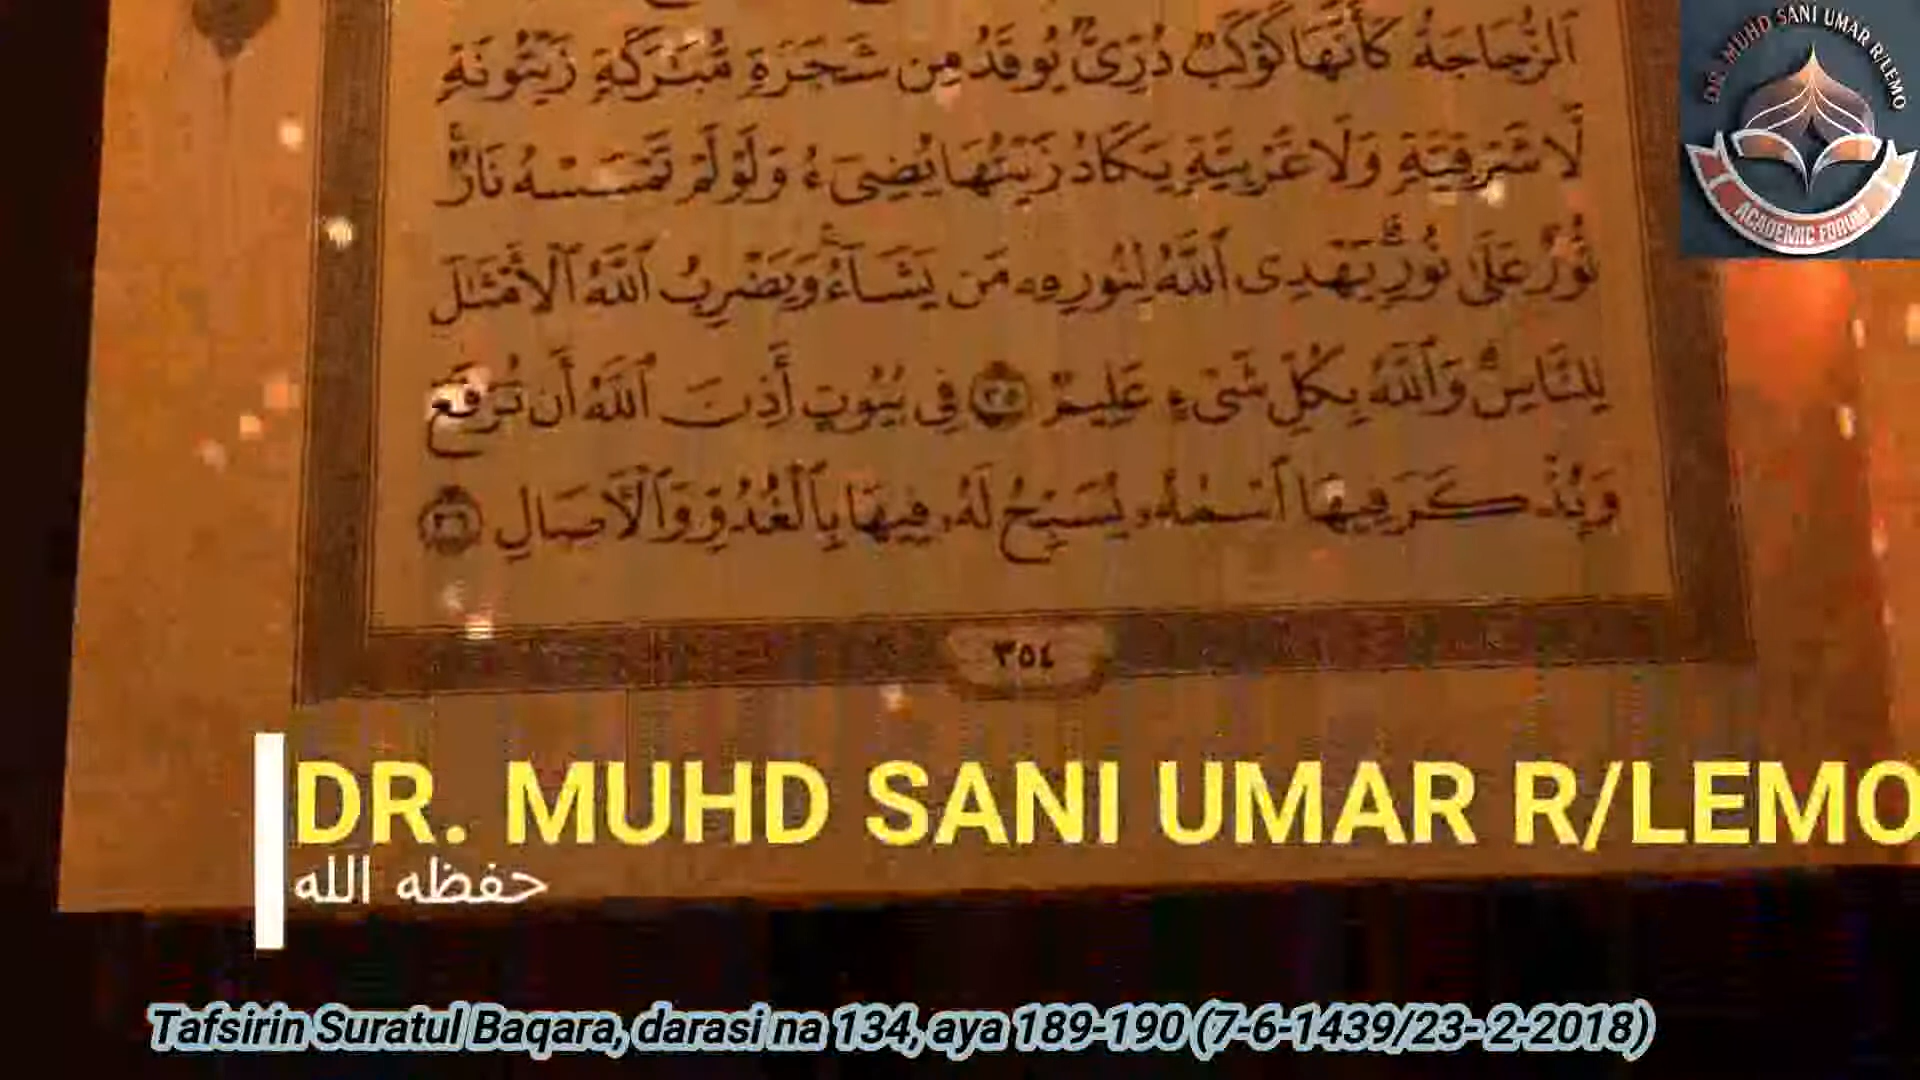 ٱلزُّجَاجَةُ كَأَنَّهَا كَوْكَبٌ دُرِّىٌّ يُوقَدُ مِن شَجَرَةٍ مُّبَـٰرَكَةٍ زَيْتُونَةٍ
لَّا شَرْقِيَّةٍ وَلَا غَرْبِيَّةٍ يَكَادُ زَيْتُهَا يُضِىٓءُ وَلَوْ لَمْ تَمْسَسْهُ نَارٌ
نُّورٌ عَلَىٰ نُورٍ يَهْدِى ٱللَّهُ لِنُورِهِۦ مَن يَشَآءُ وَيَضْرِبُ ٱللَّهُ ٱلْأَمْثَـٰلَ
لِلنَّاسِ وَٱللَّهُ بِكُلِّ شَىْءٍ عَلِيمٌ ٣٥ فِى بُيُوتٍ أَذِنَ ٱللَّهُ أَن تُرْفَعَ
وَيُذْكَرَ فِيهَا ٱسْمُهُۥ يُسَبِّحُ لَهُۥ فِيهَا بِٱلْغُدُوِّ وَٱلْـَٔاصَالِ ٣٦
٣٥٤
DR. MUHD SANI UMAR R/LEMO
ACADEMIC FORUM
DR. MUHD SANI UMAR R/LEMO
حفظه الله
Tafsirin Suratul Baqara, darasi na 134, aya 189-190 (7-6-1439/23- 2-2018)